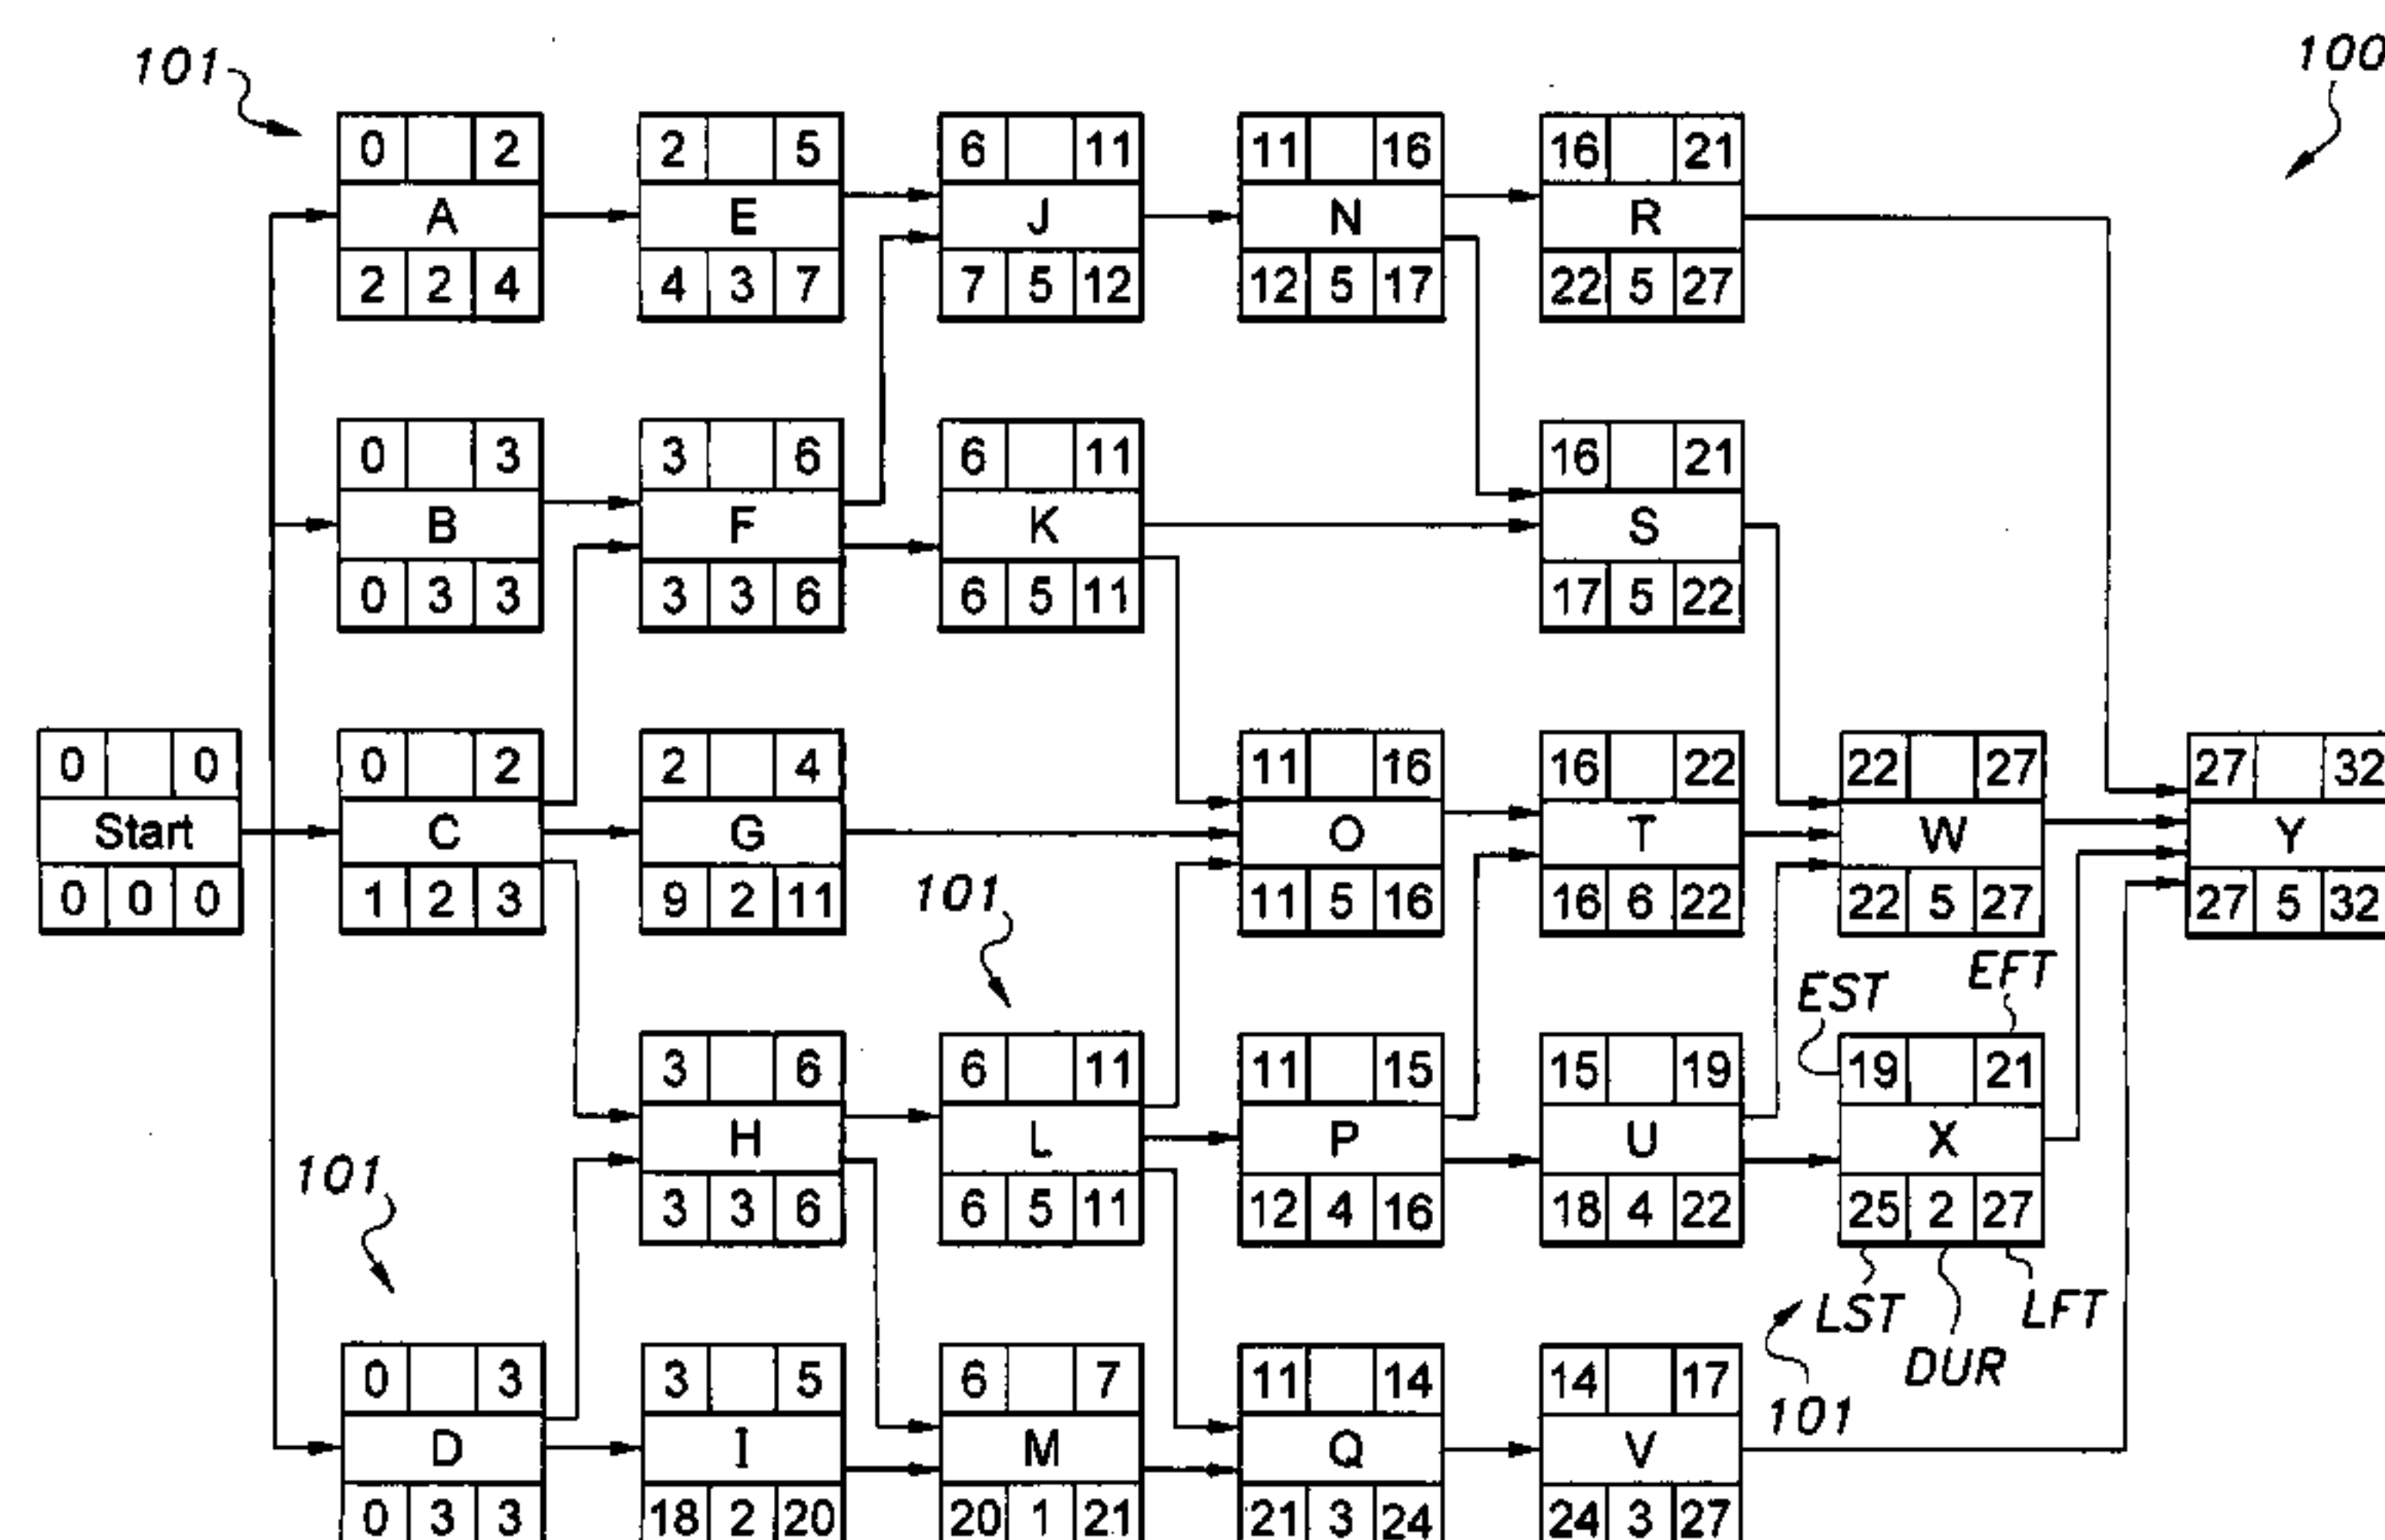 101 100
0 2 2 5 6 11 11 16 16 21
A E J N R
2 2 4 4 3 7 7 5 12 12 5 17 22 5 27
0 3 3 6 6 11 16 21
B F K S
0 3 3 3 3 6 6 5 11 17 5 22
0 0 0 2 2 4 11 16 16 22 22 27 27 32
Start C G O T W Y
0 0 0 1 2 3 9 2 11 101 11 5 16 16 6 22 22 5 27 27 5 32
EST EFT
3 6 6 11 11 15 15 19 19 21
H L P U X
101 3 3 6 6 5 11 12 4 16 18 4 22 25 2 27
LST DUR LFT
0 3 3 5 6 7 11 14 14 17 101
D I M Q V
0 3 3 18 2 20 20 1 21 21 3 24 24 3 27